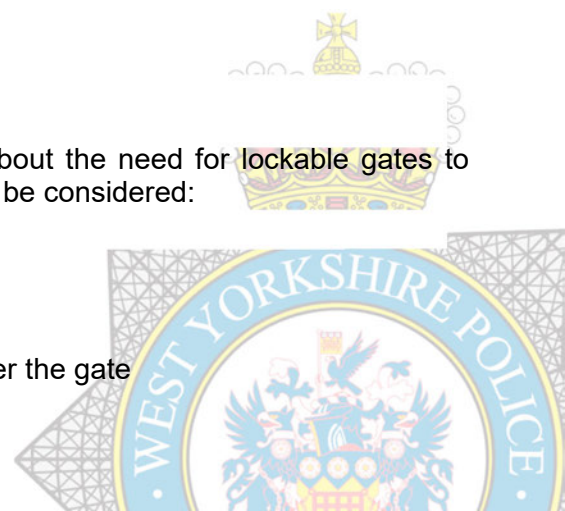 bout the need for lockable gates to
be considered:
er the gate
WEST YORKSHIRE POLICE